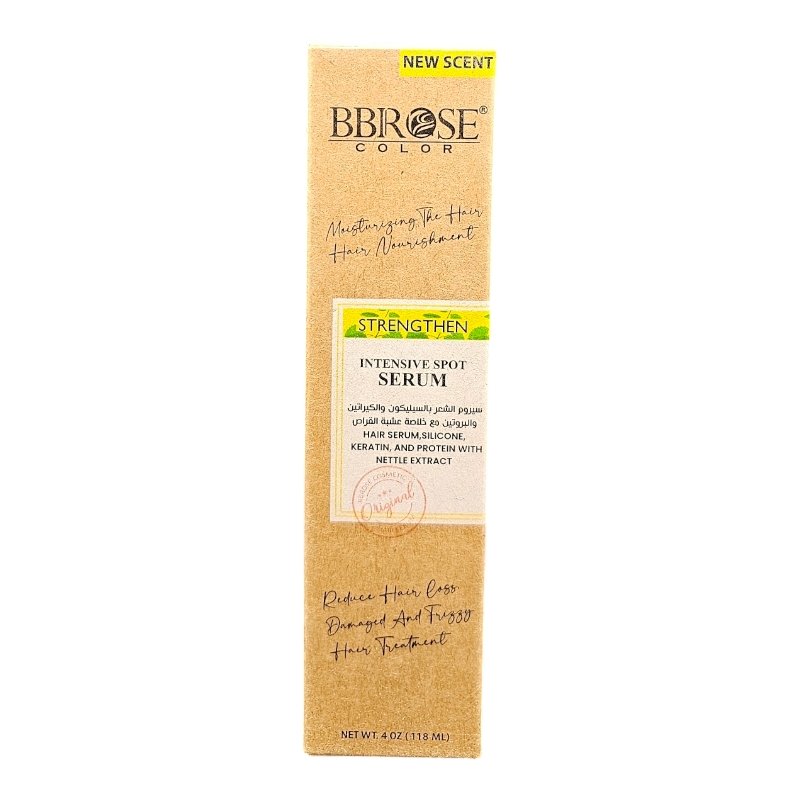 NEW SCENT
BBROSE®
COLOR
Moisturizing The Hair
Hair Nourishment
STRENGTHEN
INTENSIVE SPOT
SERUM
سيروم الشعر بالسيليكون والكيراتين
والبروتين مع خلاصة عشبة القراص
HAIR SERUM,SILICONE,
KERATIN, AND PROTEIN WITH
NETTLE EXTRACT
COSMETIC
Original
Reduce Hair Loss
Damaged And Frizzy
Hair Treatment
NET WT. 4 OZ ( 118 ML)